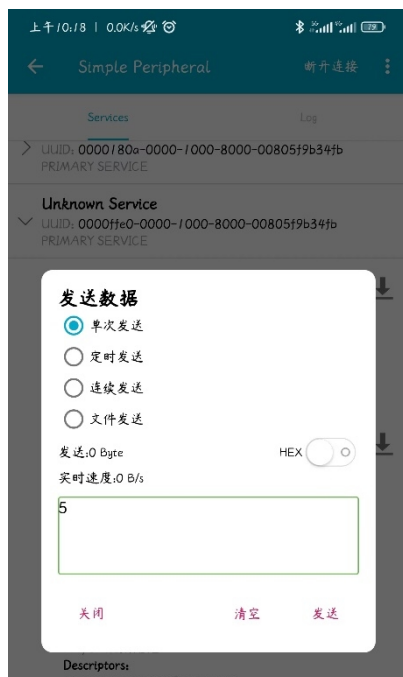 上午10:18 | 0.0K/s
79
Simple Peripheral
断开连接
Services
Log
UUID: 0000180a-0000-1000-8000-00805f9b34fb
PRIMARY SERVICE
Unknown Service
UUID: 0000ffe0-0000-1000-8000-00805f9b34fb
PRIMARY SERVICE
发送数据
单次发送
定时发送
连续发送
文件发送
发送:0 Byte
HEX
实时速度:0 B/s
5
关闭
清空
发送
Descriptors: